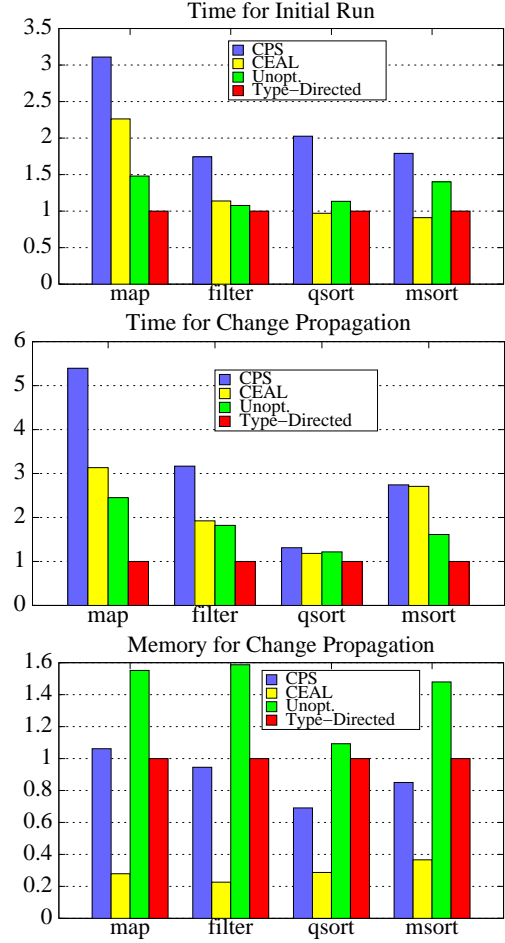 Time for Initial Run
3.5
3
2.5
2
1.5
1
0.5
0
CPS
CEAL
Unopt.
Type-Directed
map filter qsort msort
Time for Change Propagation
6
5
4
3
2
1
0
CPS
CEAL
Unopt.
Type-Directed
map filter qsort msort
Memory for Change Propagation
1.6
1.4
1.2
1
0.8
0.6
0.4
0.2
0
CPS
CEAL
Unopt.
Type-Directed
map filter qsort msort